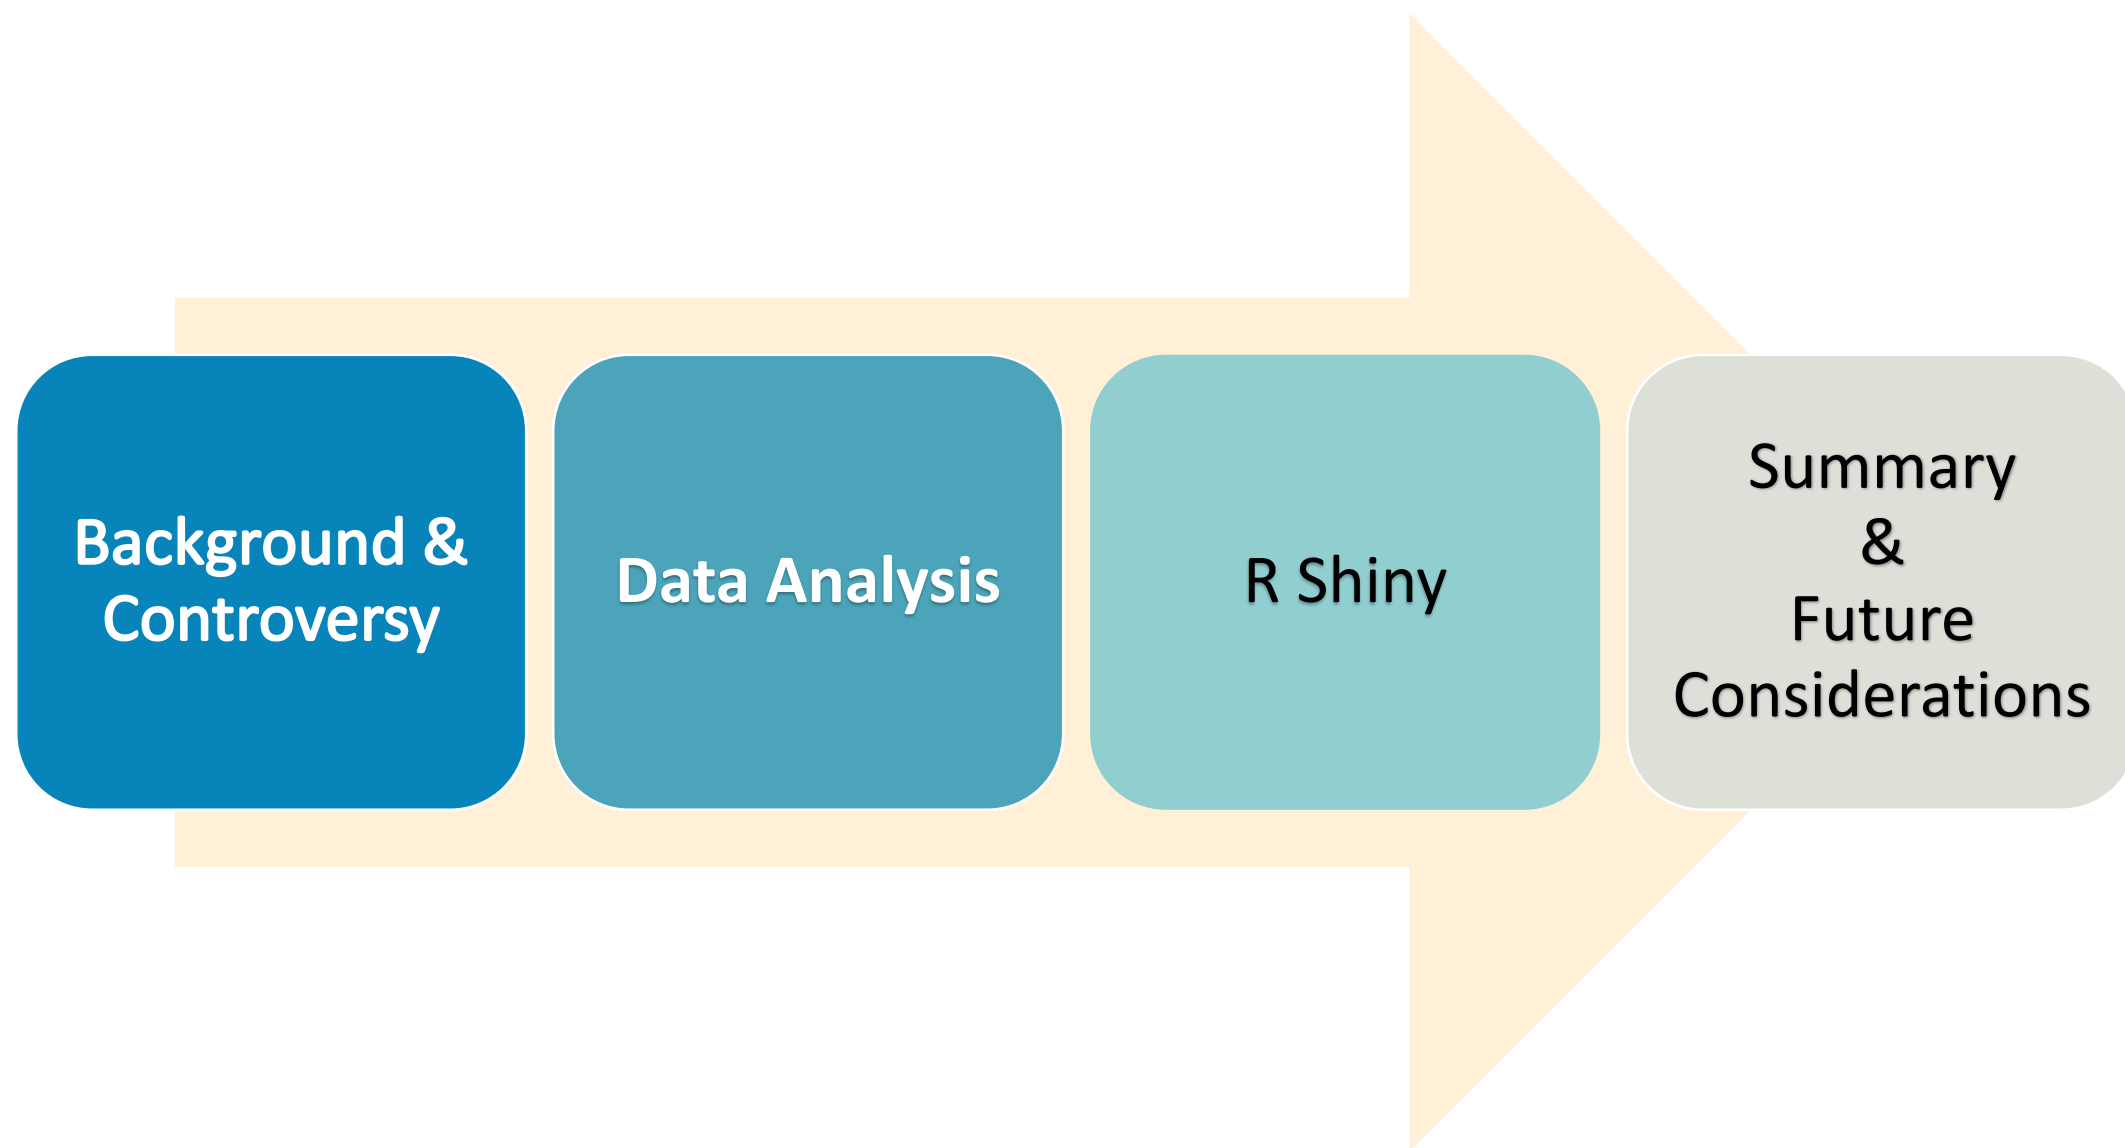 Background &
Controversy
Data Analysis
R Shiny
Summary
&
Future
Considerations